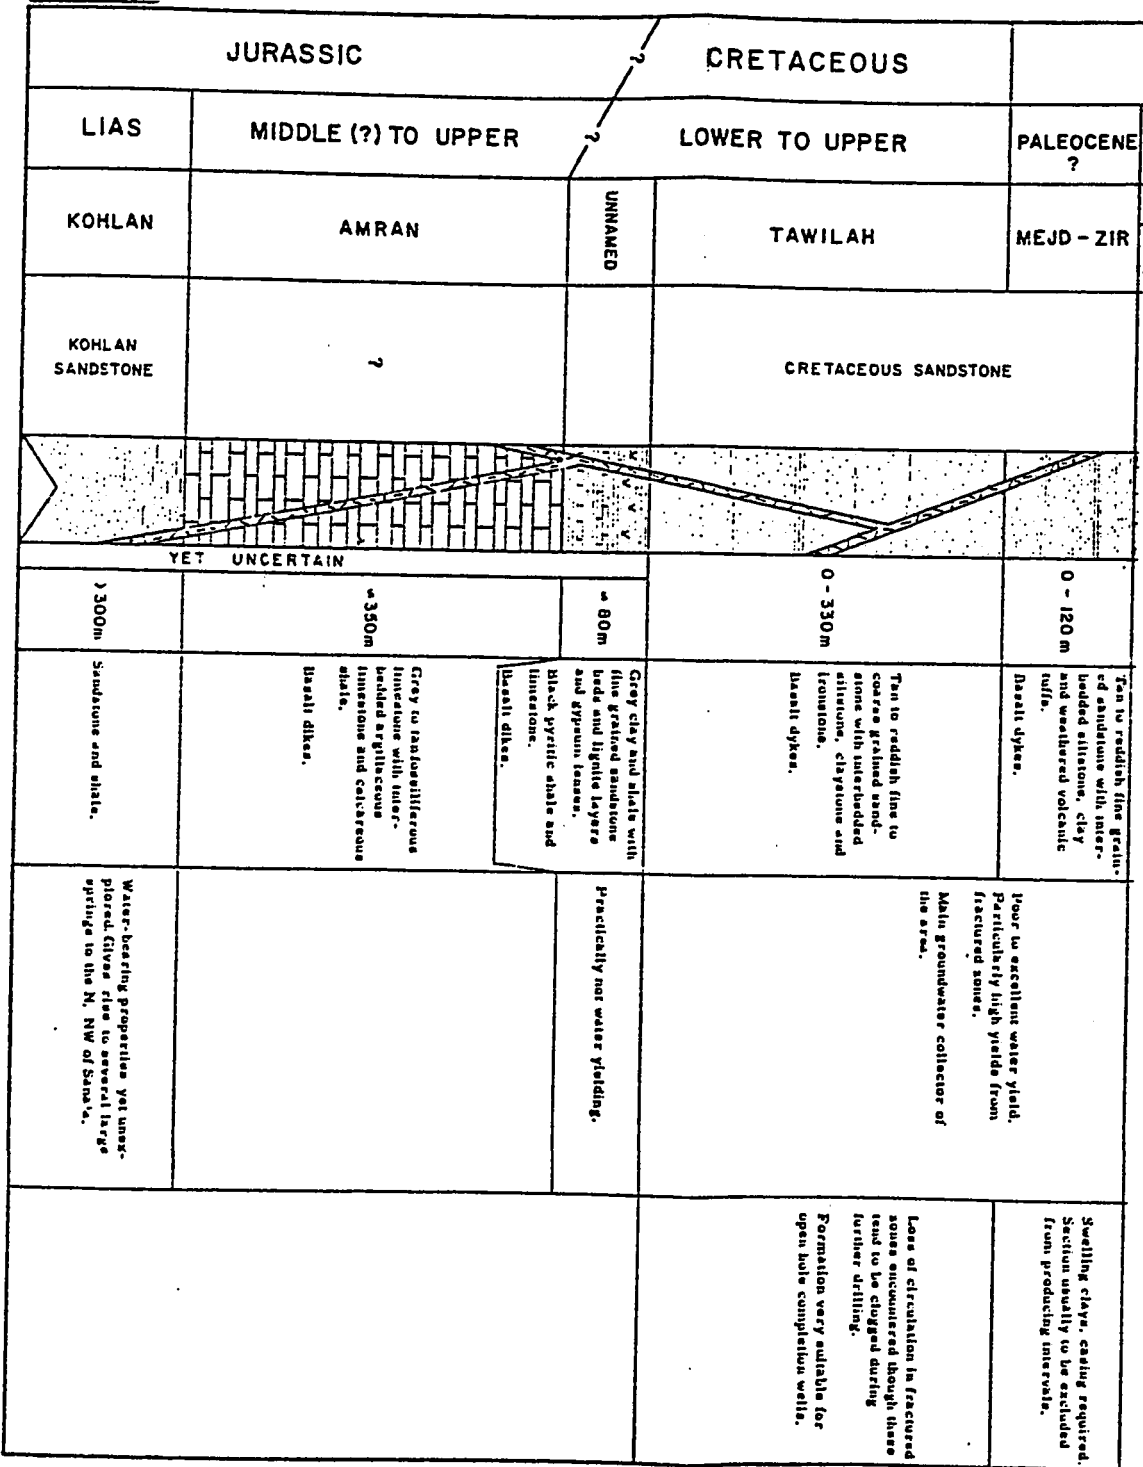 JURASSIC
?
CRETACEOUS
LIAS
MIDDLE (?) TO UPPER
?
LOWER TO UPPER
PALEOCENE
?
KOHLAN
AMRAN
UNNAMED
TAWILAH
MEJD - ZIR
KOHLAN
SANDSTONE
?
CRETACEOUS SANDSTONE
YET UNCERTAIN
>300m
≈350m
≈ 80m
0 - 330m
0 - 120m
Sandstone and shale.
Grey to tan fossiliferous
limestone with inter-
bedded argillaceous
limestone and calcareous
shale.
Basalt dikes.
Grey clay and shale with
fine grained sandstone
beds and lignite layers
and gypsum lenses.
Black pyritic shale and
limestone.
Basalt dikes.
Tan to reddish fine to
coarse grained sand-
stone with interbedded
siltstone, claystone and
ironstone.
Basalt dykes.
Tan to reddish fine grain-
ed sandstone with inter-
bedded siltstone, clay
and weathered volcanic
tuffs.
Basalt dykes.
Water-bearing properties yet unex-
plored. Gives rise to several large
springs to the N, NW of Sana'a.
Practically nor water yielding.
Poor to excellent water yield.
Particularly high yields from
fractured zones.
Main groundwater collector of
the area.
Loss of circulation in fractured
zones encountered though these
tend to be clogged during
further drilling.
Formation very suitable for
open hole completion wells.
Swelling clays, casing required.
Section usually to be excluded
from producing intervals.